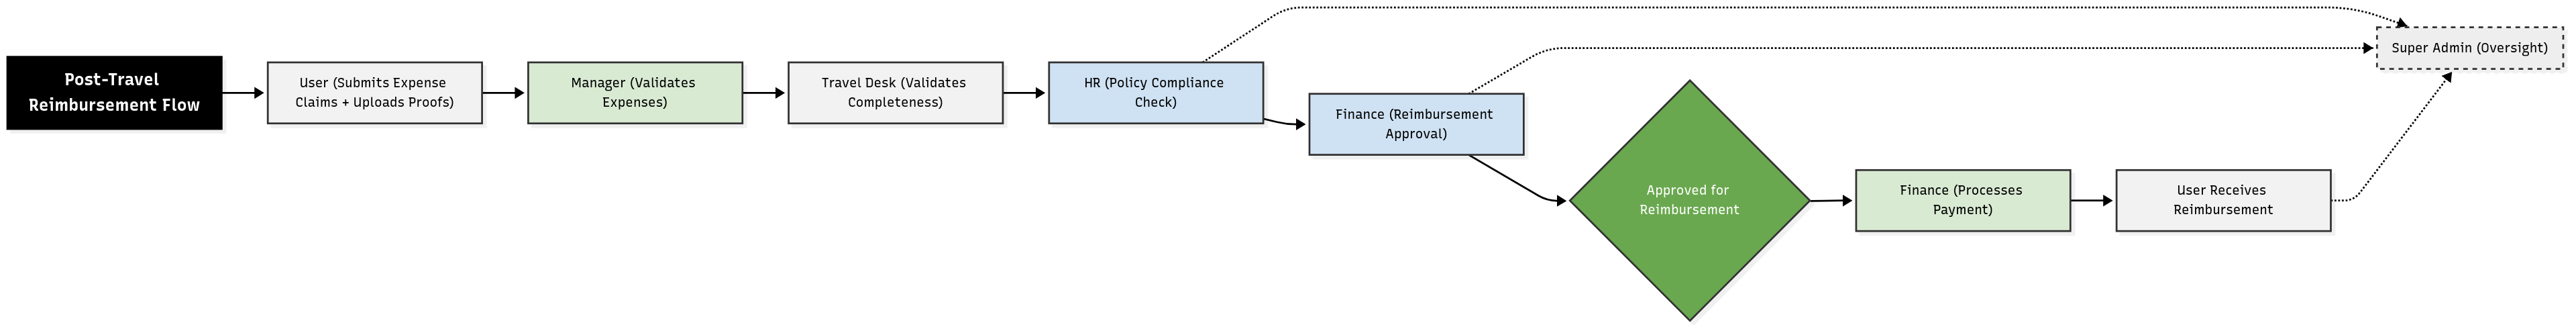 Post-Travel
Reimbursement Flow
User (Submits Expense
Claims + Uploads Proofs)
Manager (Validates
Expenses)
Travel Desk (Validates
Completeness)
HR (Policy Compliance
Check)
Finance (Reimbursement
Approval)
Approved for
Reimbursement
Finance (Processes
Payment)
User Receives
Reimbursement
Super Admin (Oversight)